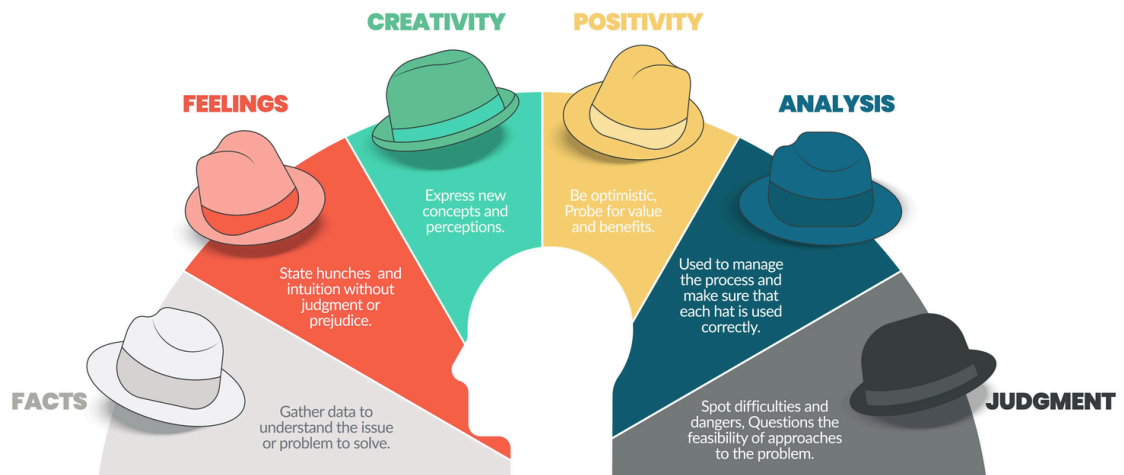 CREATIVITY
POSITIVITY
FEELINGS
ANALYSIS
Express new
concepts and
perceptions.
Be optimistic,
Probe for value
and benefits.
State hunches and
intuition without
judgment or
prejudice.
Used to manage
the process and
make sure that
each hat is used
correctly.
FACTS
Gather data to
understand the issue
or problem to solve.
Spot difficulties and
dangers, Questions the
feasibility of approaches
to the problem.
JUDGMENT